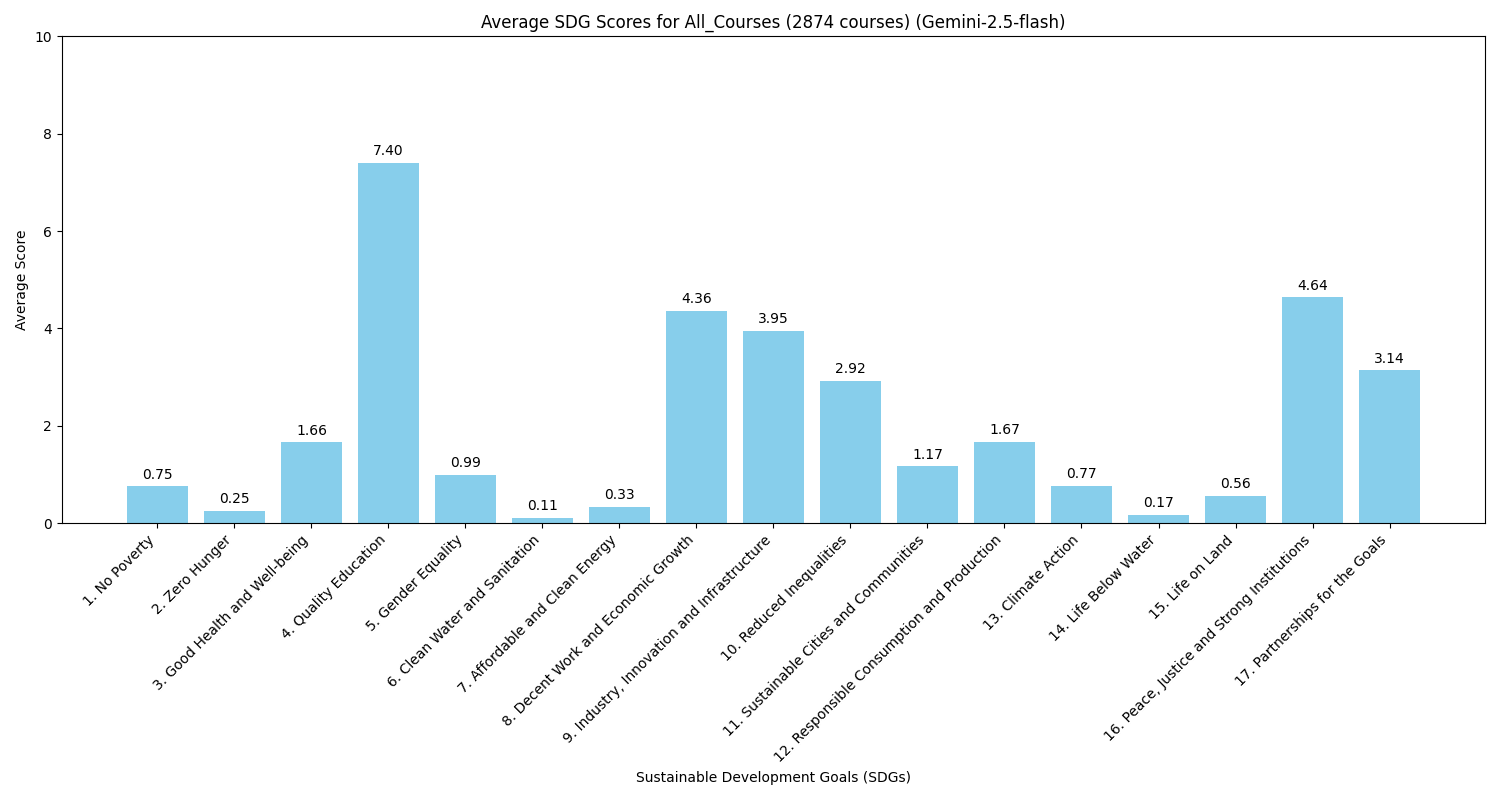 Average SDG Scores for All_Courses (2874 courses) (Gemini-2.5-flash)
10
8
6
4
2
0
Average Score
0.75
0.25
1.66
7.40
0.99
0.11
0.33
4.36
3.95
2.92
1.17
1.67
0.77
0.17
0.56
4.64
3.14
1. No Poverty
2. Zero Hunger
3. Good Health and Well-being
4. Quality Education
5. Gender Equality
6. Clean Water and Sanitation
7. Affordable and Clean Energy
8. Decent Work and Economic Growth
9. Industry, Innovation and Infrastructure
10. Reduced Inequalities
11. Sustainable Cities and Communities
12. Responsible Consumption and Production
13. Climate Action
14. Life Below Water
15. Life on Land
16. Peace, Justice and Strong Institutions
17. Partnerships for the Goals
Sustainable Development Goals (SDGs)